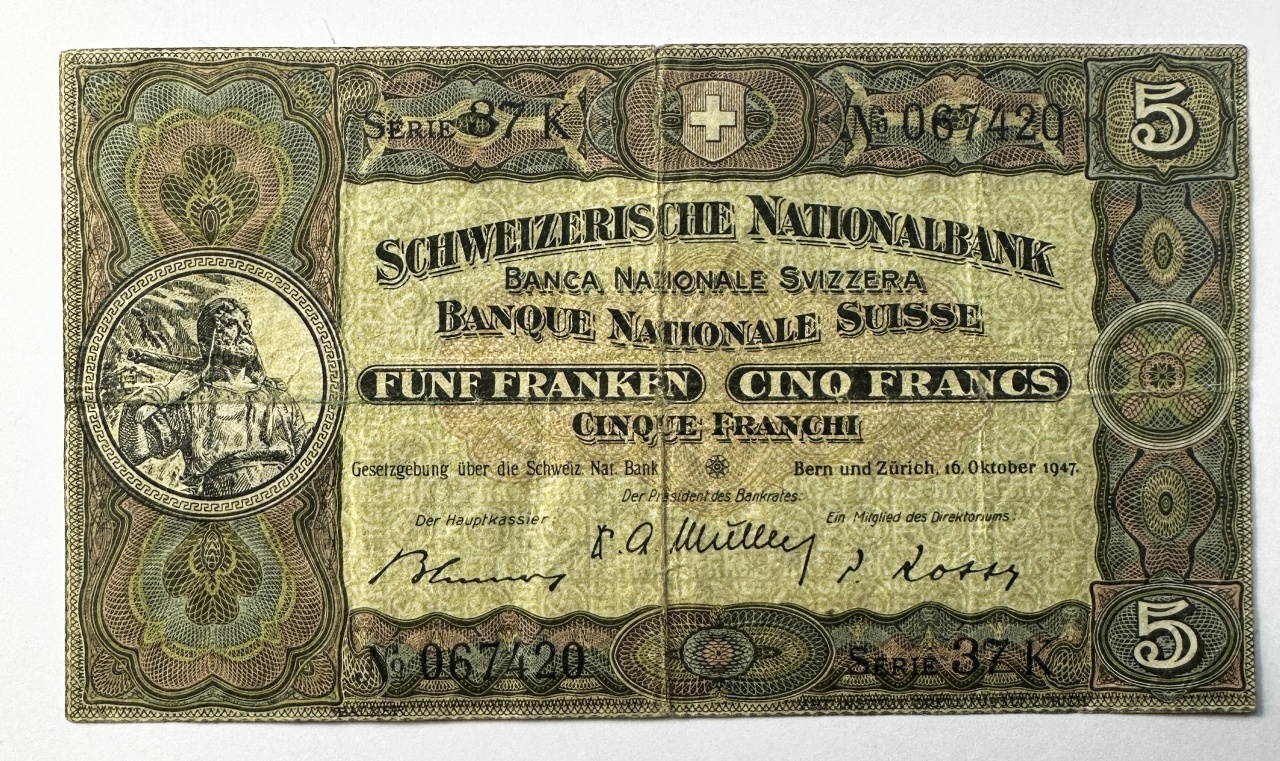 SERIE 37 K
No 067420
5
SCHWEIZERISCHE NATIONALBANK
BANCA NAZIONALE SVIZZERA
BANQUE NATIONALE SUISSE
FÜNF FRANKEN CINQ FRANCS
CINQUE FRANCHI
Gesetzgebung über die Schweiz. Nat. Bank
Bern und Zürich, 16. Oktober 1947.
Der Präsident des Bankrates:
Der Hauptkassier:
Ein Mitglied des Direktoriums:
Müller
Rossy
No 067420
SERIE 37 K
5